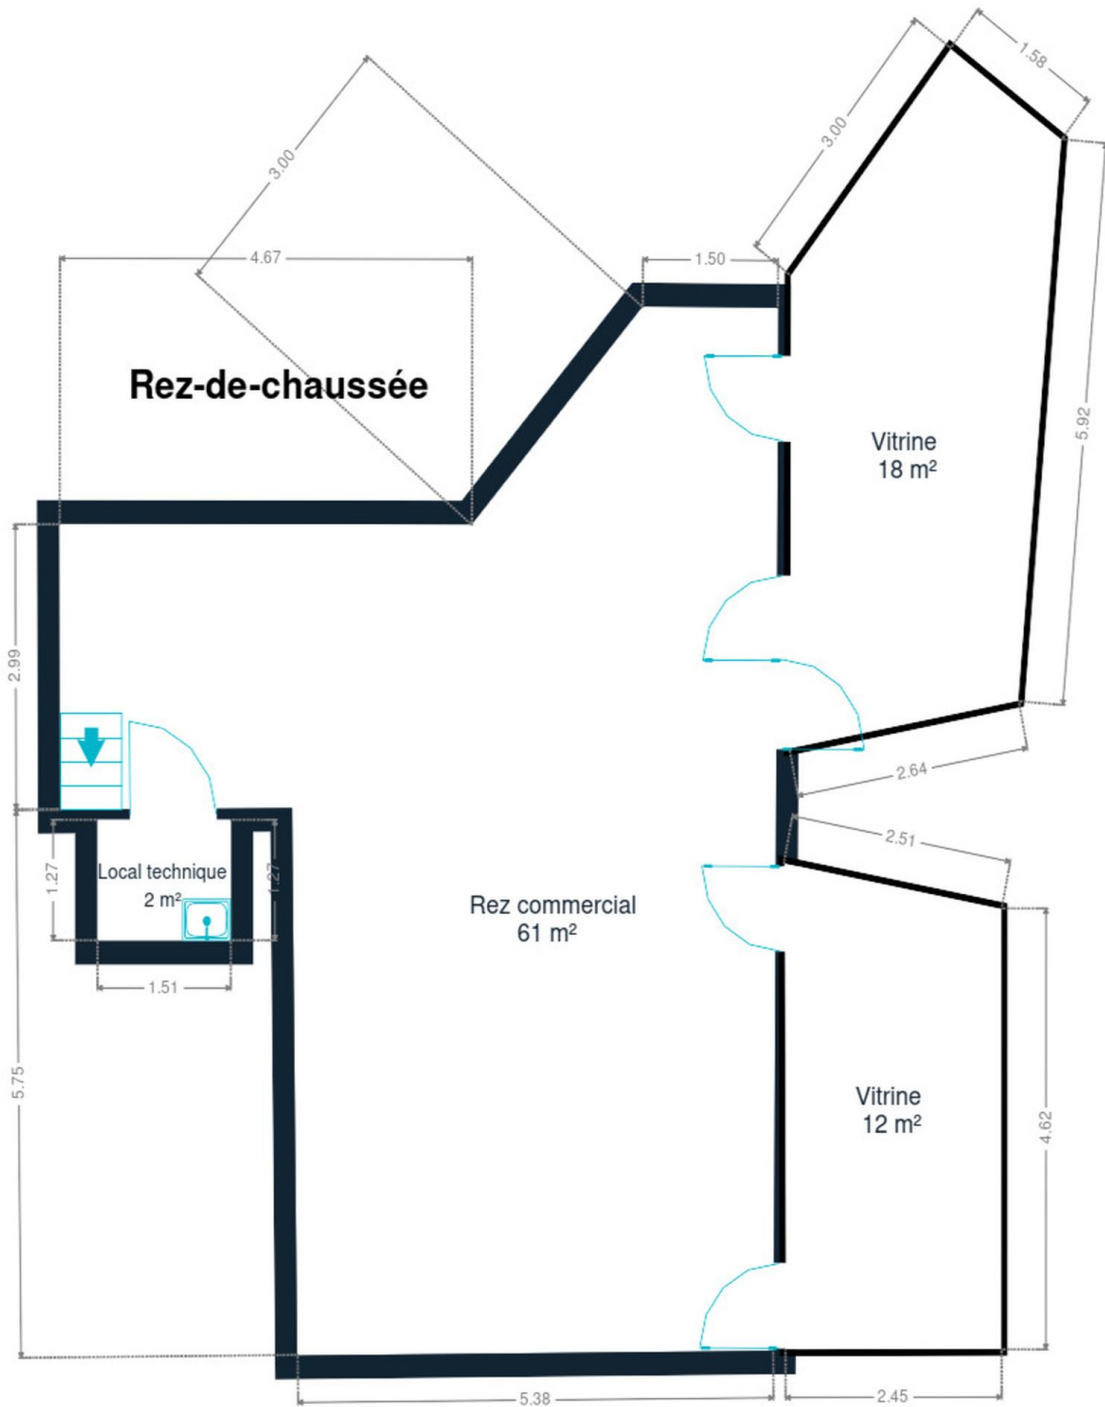 1.58
3.00
3.00
4.67
1.50
Rez-de-chaussée
5.92
Vitrine
18 m²
2.99
2.64
2.51
1.27
Local technique
2 m²
1.27
Rez commercial
61 m²
1.51
5.75
Vitrine
12 m²
4.62
5.38
2.45